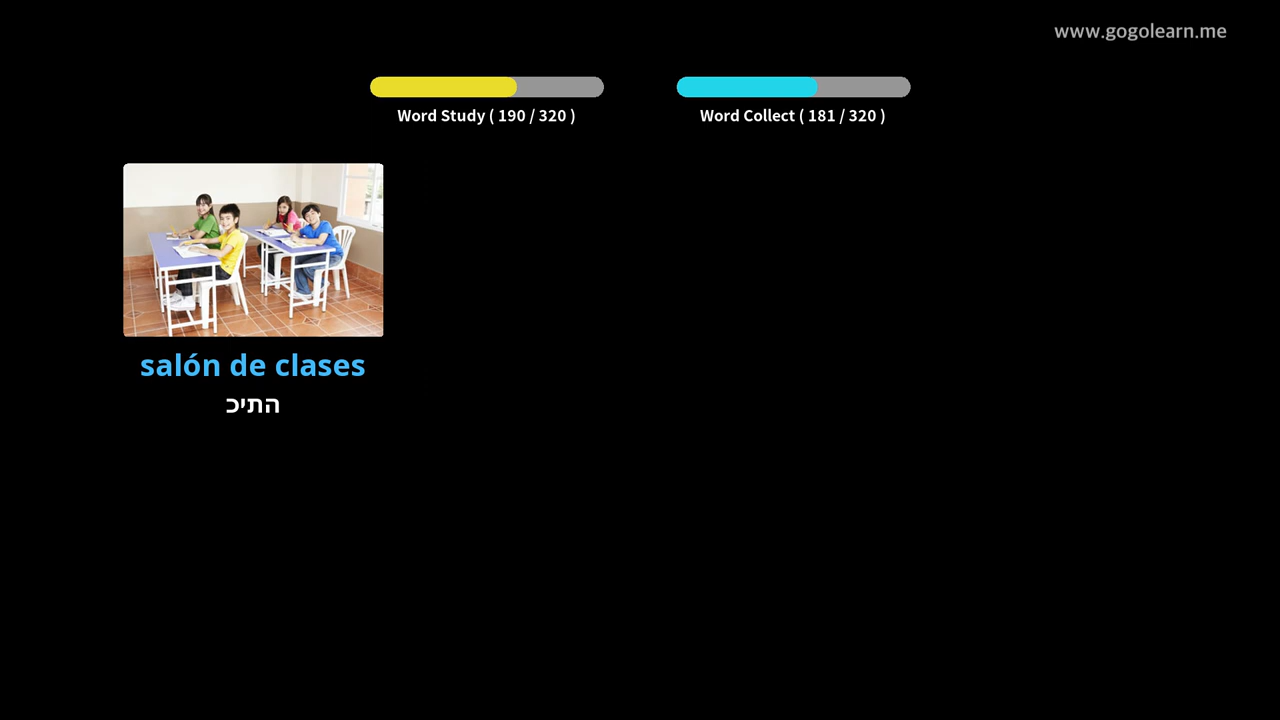 www.gogolearn.me
Word Study ( 190 / 320 )
Word Collect ( 181 / 320 )
salón de clases
התיכ